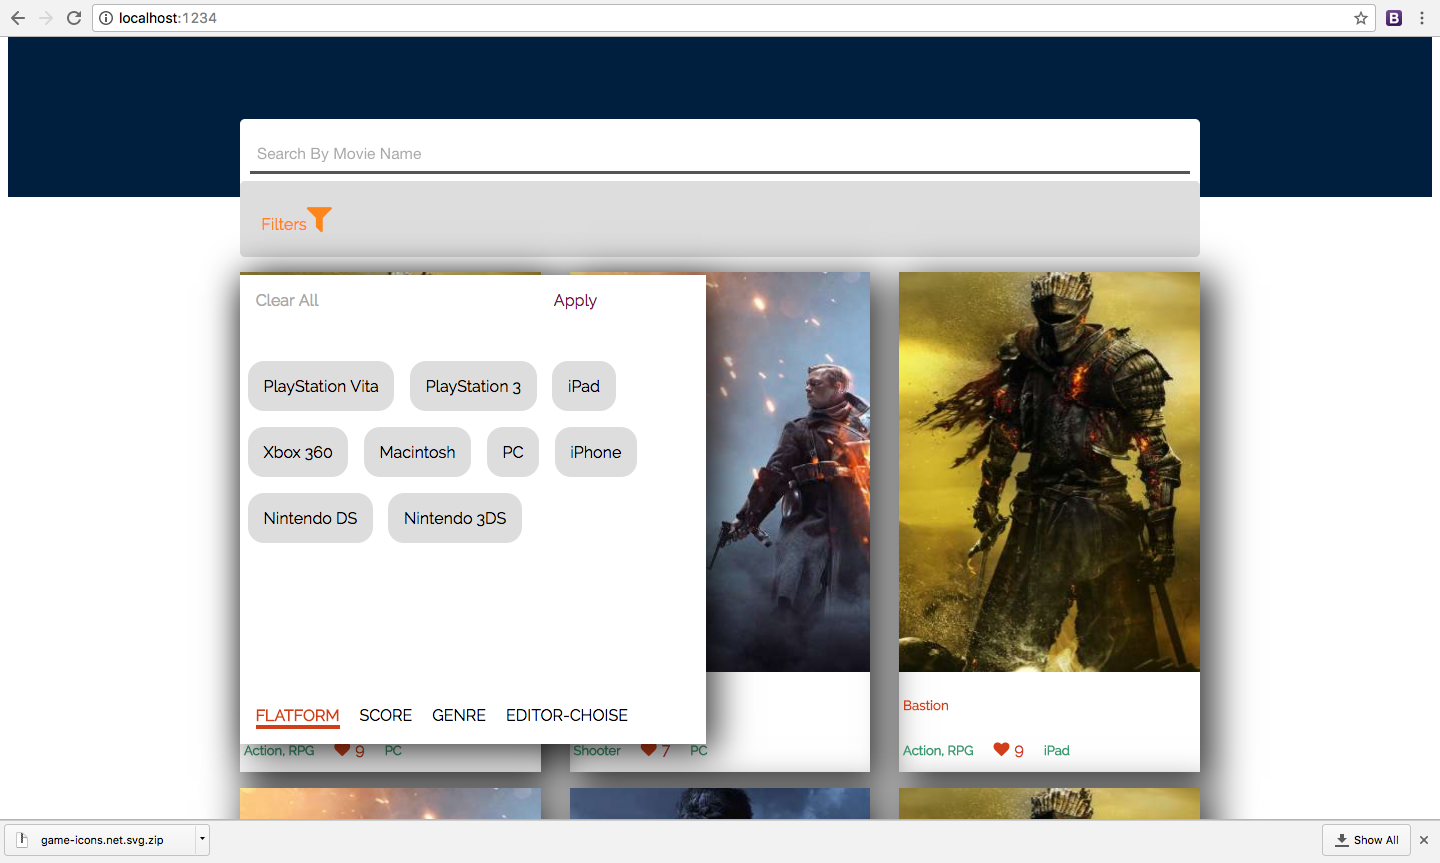 localhost:1234
Search By Movie Name
Filters
Clear All Apply
PlayStation Vita PlayStation 3 iPad
Xbox 360 Macintosh PC iPhone
Nintendo DS Nintendo 3DS
FLATFORM SCORE GENRE EDITOR-CHOISE
Bastion
Action, RPG 9 PC Shooter 7 PC Action, RPG 9 iPad
game-icons.net.svg.zip Show All